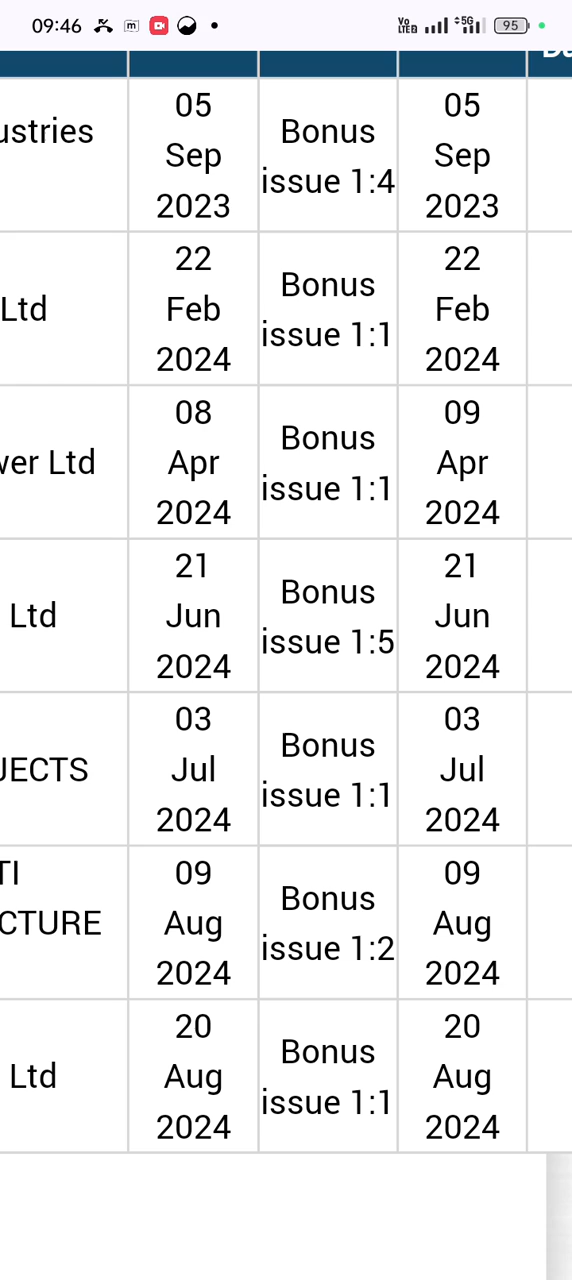 09:46
Vo
LTE2
5G
95
ustries
05
Sep
2023
Bonus
issue 1:4
05
Sep
2023
Ltd
22
Feb
2024
Bonus
issue 1:1
22
Feb
2024
wer Ltd
08
Apr
2024
Bonus
issue 1:1
09
Apr
2024
Ltd
21
Jun
2024
Bonus
issue 1:5
21
Jun
2024
JECTS
03
Jul
2024
Bonus
issue 1:1
03
Jul
2024
TI
CTURE
09
Aug
2024
Bonus
issue 1:2
09
Aug
2024
Ltd
20
Aug
2024
Bonus
issue 1:1
20
Aug
2024